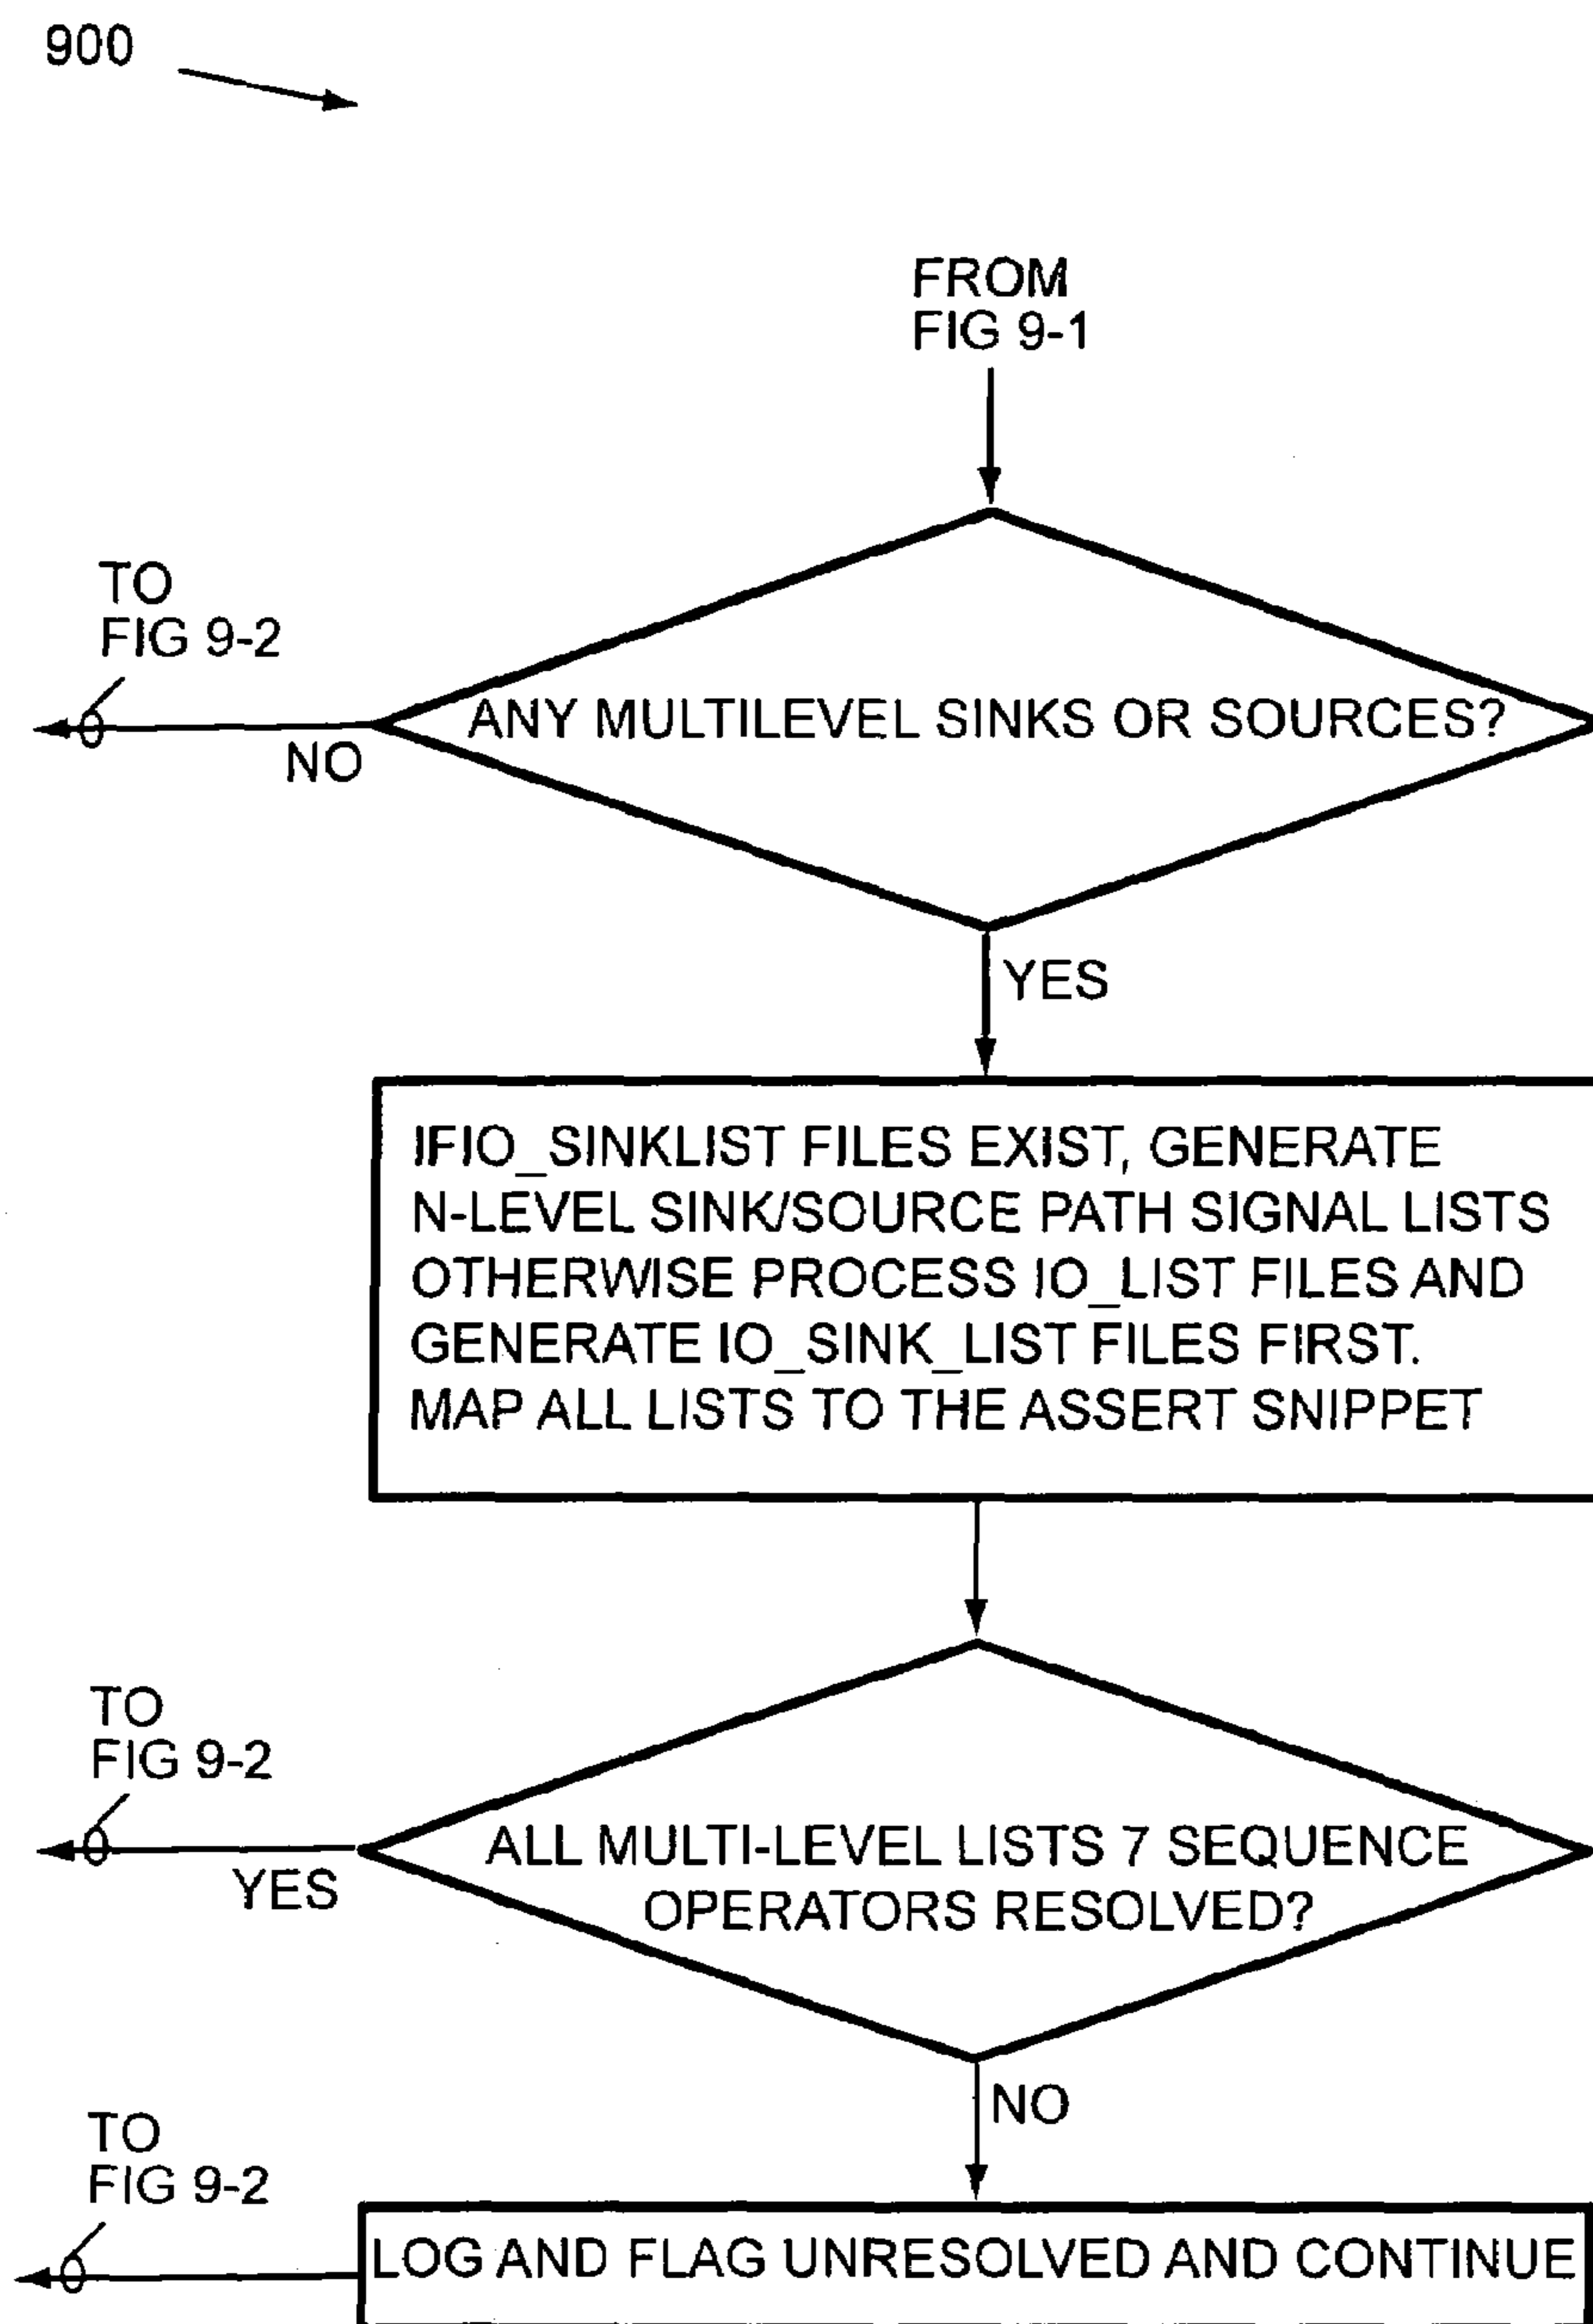 900
FROM
FIG 9-1
TO
FIG 9-2
ANY MULTILEVEL SINKS OR SOURCES?
NO
YES
IFIO_SINKLIST FILES EXIST, GENERATE
N-LEVEL SINK/SOURCE PATH SIGNAL LISTS
OTHERWISE PROCESS IO_LIST FILES AND
GENERATE IO_SINK_LIST FILES FIRST.
MAP ALL LISTS TO THE ASSERT SNIPPET
TO
FIG 9-2
ALL MULTI-LEVEL LISTS 7 SEQUENCE
OPERATORS RESOLVED?
YES
NO
TO
FIG 9-2
LOG AND FLAG UNRESOLVED AND CONTINUE